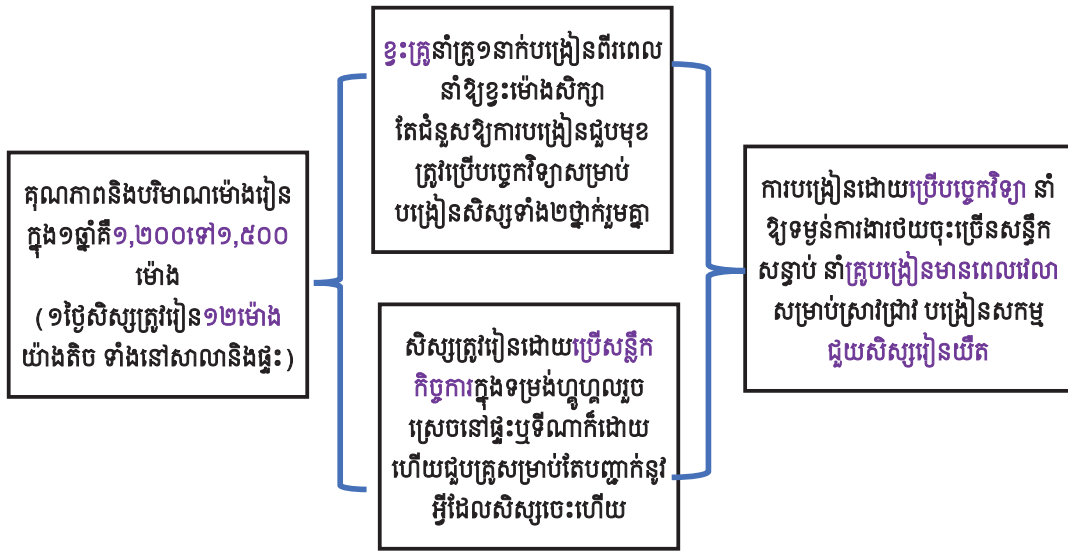 គុណភាពនិងបរិមាណម៉ោងរៀន
ក្នុង១ឆ្នាំគឺ១,២០០ទៅ១,៥០០
ម៉ោង
(១ថ្ងៃសិស្សត្រូវរៀន១២ម៉ោង
យ៉ាងតិច ទាំងនៅសាលានិងផ្ទះ)
ខ្វះគ្រូនាំគ្រូ១នាក់បង្រៀនពីរពេល
នាំឱ្យខ្វះម៉ោងសិក្សា
តែជំនួសឱ្យការបង្រៀនជួបមុខ
ត្រូវប្រើបច្ចេកវិទ្យាសម្រាប់
បង្រៀនសិស្សទាំង២ថ្នាក់រួមគ្នា
សិស្សត្រូវរៀនដោយប្រើសន្លឹក
កិច្ចការក្នុងទម្រង់ហ្គូហ្គលរួច
ស្រេចនៅផ្ទះឬទីណាក៏ដោយ
ហើយជួបគ្រូសម្រាប់តែបញ្ជាក់នូវ
អ្វីដែលសិស្សចេះហើយ
ការបង្រៀនដោយប្រើបច្ចេកវិទ្យា នាំ
ឱ្យទម្ងន់ការងារថយចុះច្រើនសន្ធឹក
សន្ធាប់ នាំគ្រូបង្រៀនមានពេលវេលា
សម្រាប់ស្រាវជ្រាវ បង្រៀនសកម្ម
ជួយសិស្សរៀនយឺត